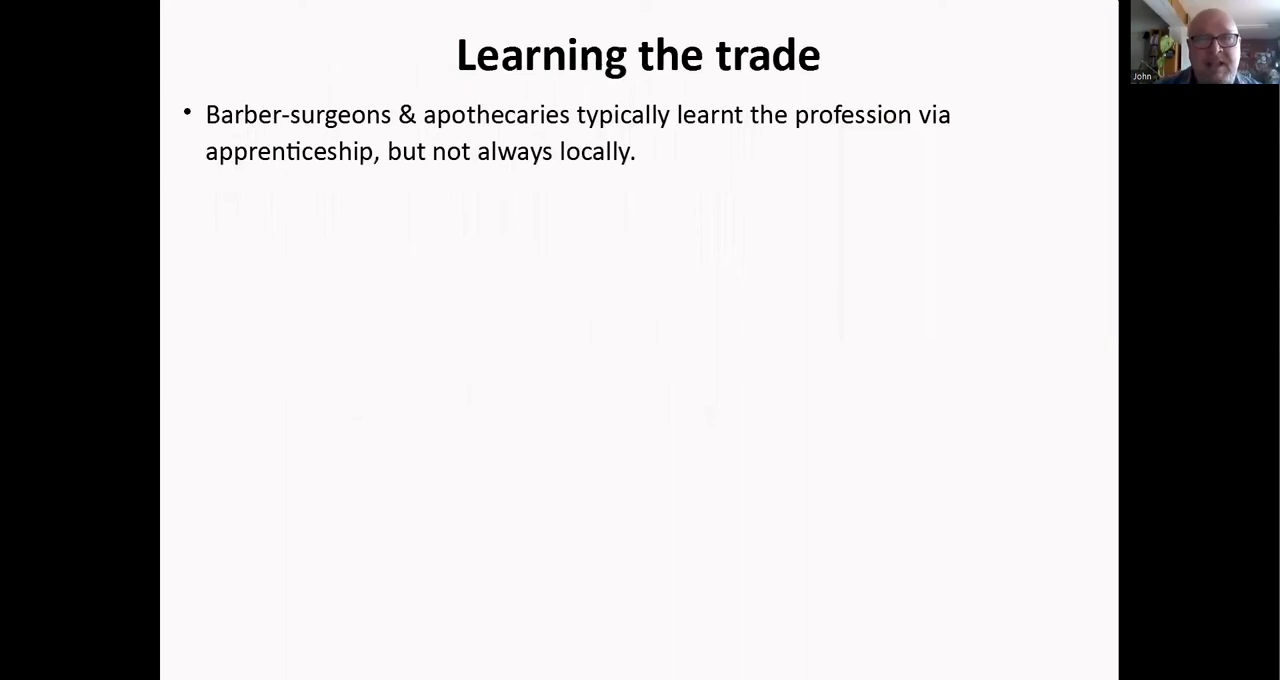 Learning the trade
• Barber-surgeons & apothecaries typically learnt the profession via
apprenticeship, but not always locally.
John